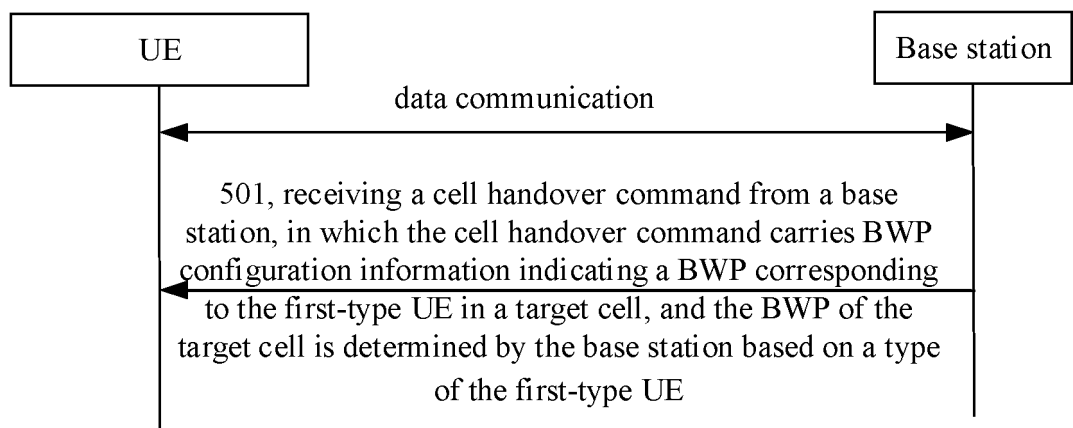 UE
Base station
data communication
501, receiving a cell handover command from a base
station, in which the cell handover command carries BWP
configuration information indicating a BWP corresponding
to the first-type UE in a target cell, and the BWP of the
target cell is determined by the base station based on a type
of the first-type UE